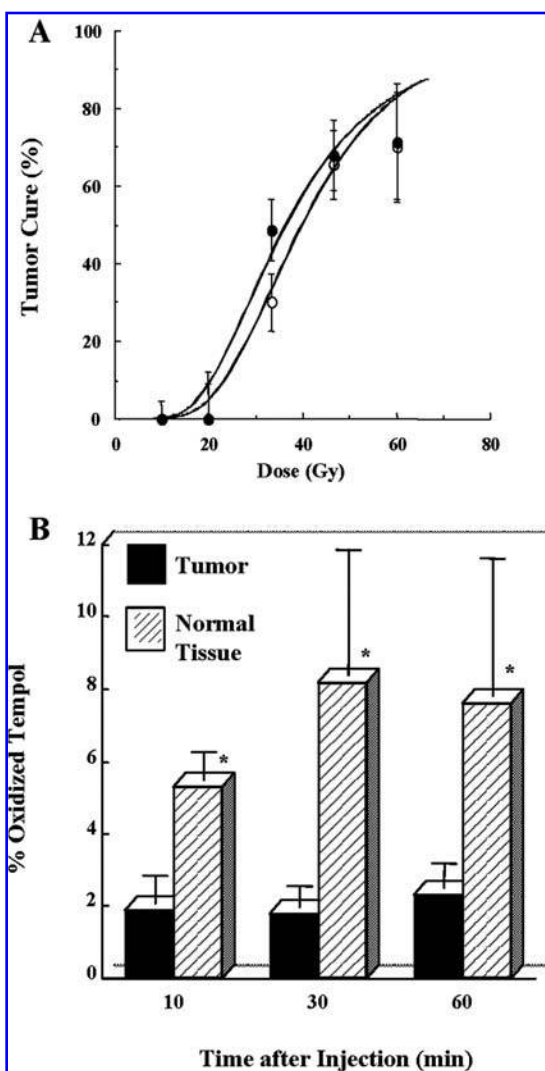 A
Tumor Cure (%)
100
80
60
40
20
0
0 20 40 60 80
Dose (Gy)
B
% Oxidized Tempol
12
10
8
6
4
2
0
Tumor
Normal
Tissue
*
*
*
10 30 60
Time after Injection (min)